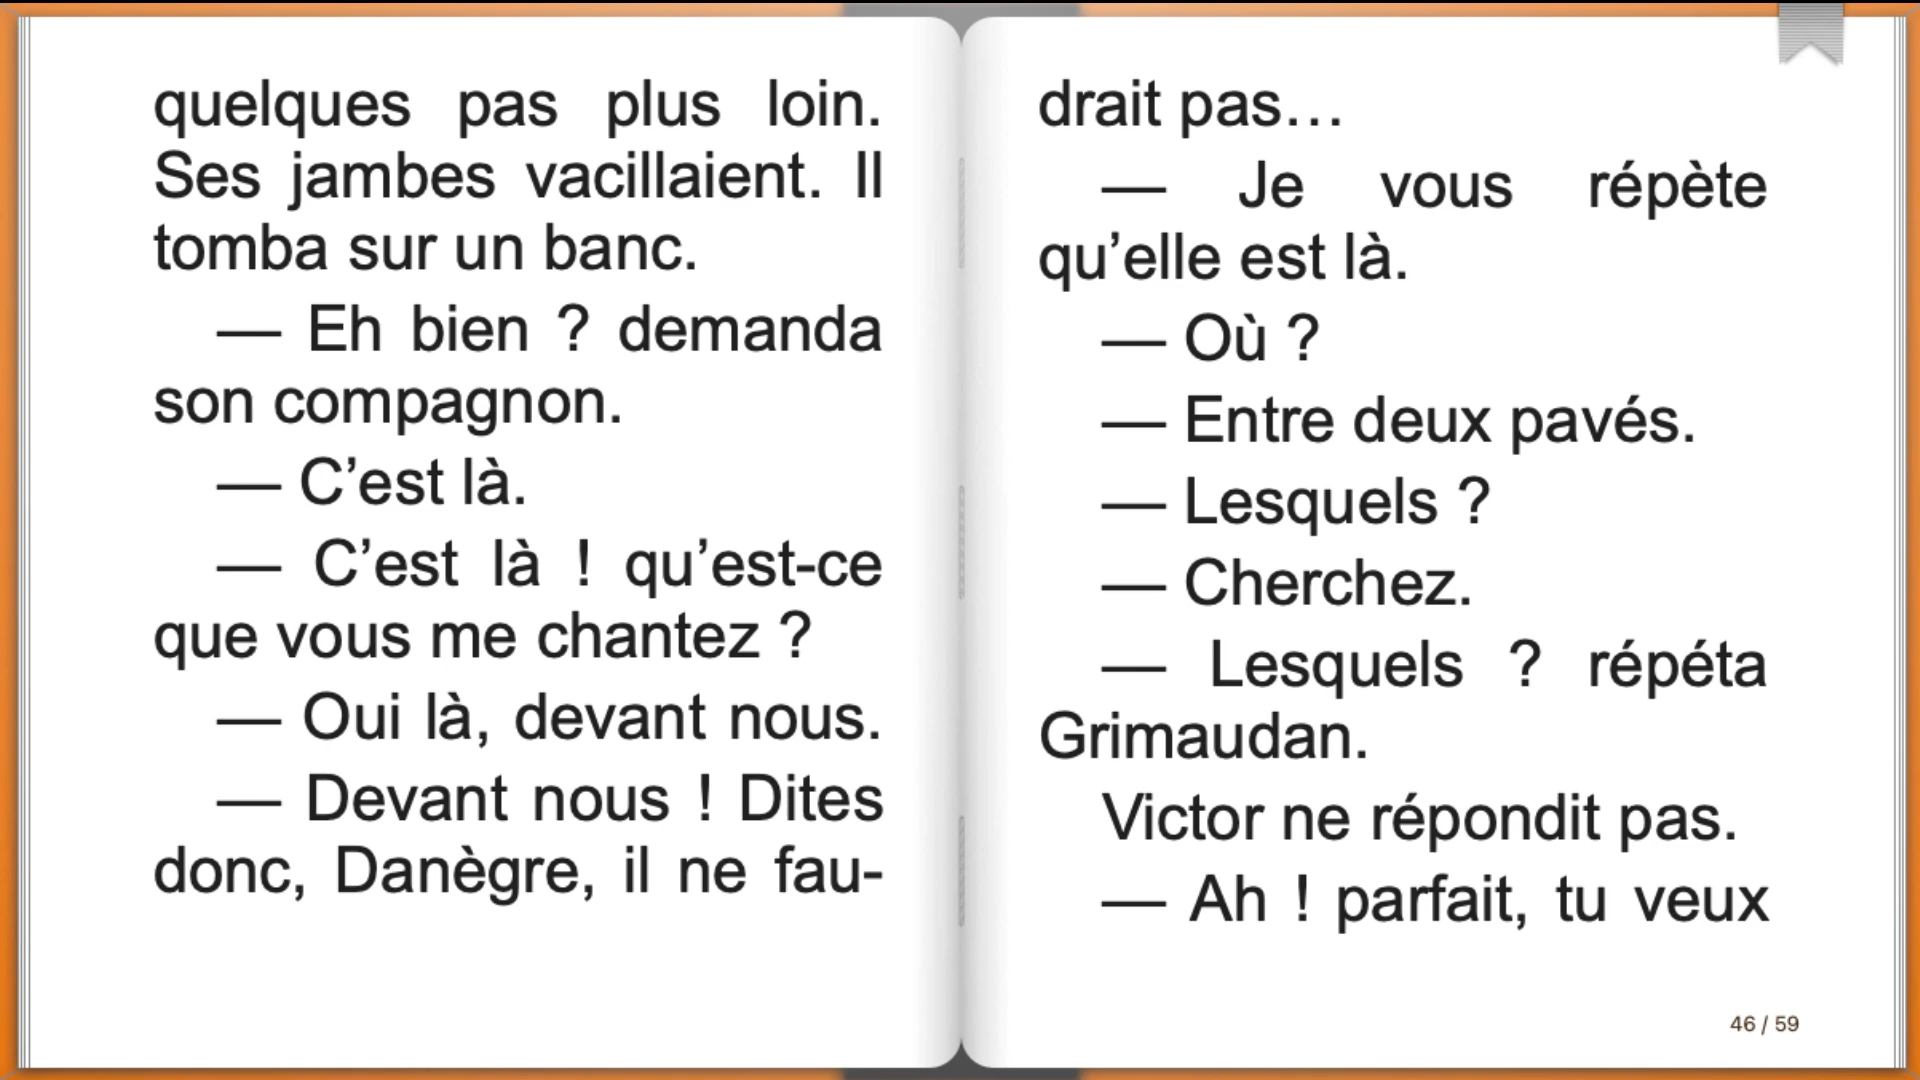 quelques pas plus loin.
Ses jambes vacillaient. Il
tomba sur un banc.
— Eh bien ? demanda
son compagnon.
— C’est là.
— C’est là ! qu’est-ce
que vous me chantez ?
— Oui là, devant nous.
— Devant nous ! Dites
donc, Danègre, il ne fau-
drait pas…
— Je vous répète
qu’elle est là.
— Où ?
— Entre deux pavés.
— Lesquels ?
— Cherchez.
— Lesquels ? répéta
Grimaudan.
Victor ne répondit pas.
— Ah ! parfait, tu veux
46 / 59